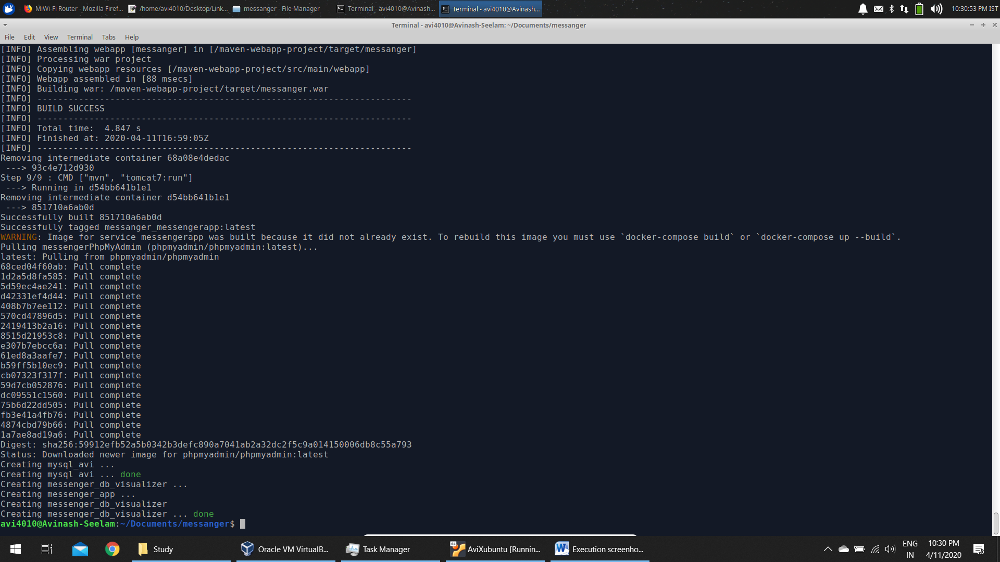 MiWi-Fi Router - Mozilla Firef...
/home/avi4010/Desktop/Link...
messanger - File Manager
Terminal - avi4010@Avinash...
Terminal - avi4010@Avinash...
10:30:53 PM IST
Terminal - avi4010@Avinash-Seelam: ~/Documents/messanger
File Edit View Terminal Tabs Help
[INFO] Assembling webapp [messanger] in [/maven-webapp-project/target/messanger]
[INFO] Processing war project
[INFO] Copying webapp resources [/maven-webapp-project/src/main/webapp]
[INFO] Webapp assembled in [88 msecs]
[INFO] Building war: /maven-webapp-project/target/messanger.war
[INFO] ------------------------------------------------------------------------
[INFO] BUILD SUCCESS
[INFO] ------------------------------------------------------------------------
[INFO] Total time:  4.847 s
[INFO] Finished at: 2020-04-11T16:59:05Z
[INFO] ------------------------------------------------------------------------
Removing intermediate container 68a08e4dedac
 ---> 93c4e712d930
Step 9/9 : CMD ["mvn", "tomcat7:run"]
 ---> Running in d54bb641b1e1
Removing intermediate container d54bb641b1e1
 ---> 851710a6ab0d
Successfully built 851710a6ab0d
Successfully tagged messanger_messengerapp:latest
WARNING: Image for service messengerapp was built because it did not already exist. To rebuild this image you must use `docker-compose build` or `docker-compose up --build`.
Pulling messengerPhpMyAdmim (phpmyadmin/phpmyadmin:latest)...
latest: Pulling from phpmyadmin/phpmyadmin
68ced04f60ab: Pull complete
1d2a5d8fa585: Pull complete
5d59ec4ae241: Pull complete
d42331ef4d44: Pull complete
408b7b7ee112: Pull complete
570cd47896d5: Pull complete
2419413b2a16: Pull complete
8515d21953c8: Pull complete
e307b7ebcc6a: Pull complete
61ed8a3aafe7: Pull complete
b59ff5b10ec9: Pull complete
cb07323f317f: Pull complete
59d7cb052876: Pull complete
dc09551c1560: Pull complete
75b6d22dd505: Pull complete
fb3e41a4fb76: Pull complete
4874cbd79b66: Pull complete
1a7ae8ad19a6: Pull complete
Digest: sha256:59912efb52a5b0342b3defc890a7041ab2a32dc2f5c9a014150006db8c55a793
Status: Downloaded newer image for phpmyadmin/phpmyadmin:latest
Creating mysql_avi ...
Creating mysql_avi ... done
Creating messenger_db_visualizer ...
Creating messenger_app ...
Creating messenger_db_visualizer
Creating messenger_db_visualizer ... done
avi4010@Avinash-Seelam:~/Documents/messanger$
Study
Oracle VM VirtualB...
Task Manager
64
AviXubuntu [Runnin...
Execution screensho...
ENG
IN
10:30 PM
4/11/2020